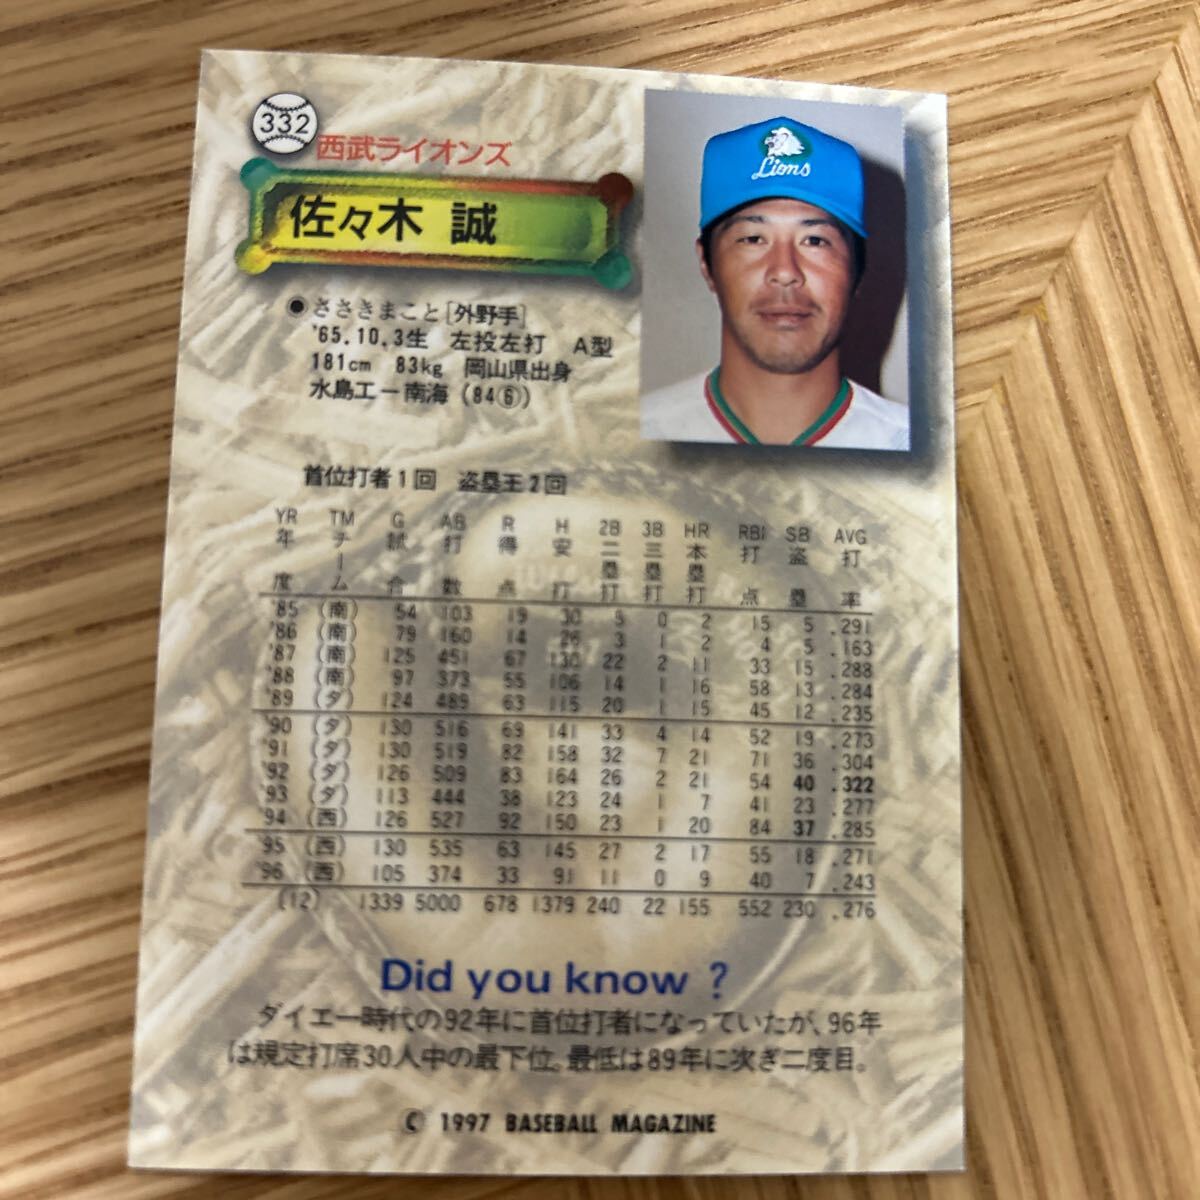 332
西武ライオンズ
佐々木 誠
Lions
●ささきまこと[外野手]
'65.10.3生 左投左打 A型
181cm 83kg 岡山県出身
水島工ー南海 (84⑥)
首位打者1回 盗塁王2回
YR TM G AB R H 2B 3B HR RBI SB AVG
年度 チーム 試合 打数 得点 安打 二塁打 三塁打 本塁打 打点 盗塁 打率
'85 (南) 54 103 19 30 5 0 2 15 5 .291
'86 (南) 79 160 14 26 3 1 2 4 5 .163
'87 (南) 125 451 67 130 22 2 11 33 15 .288
'88 (南) 97 373 55 106 14 1 16 58 13 .284
'89 (ダ) 124 489 63 115 20 1 15 45 12 .235
'90 (ダ) 130 516 69 141 33 4 14 52 19 .273
'91 (ダ) 130 519 82 158 32 7 21 71 36 .304
'92 (ダ) 126 509 83 164 26 2 21 54 40 .322
'93 (ダ) 113 444 38 123 24 1 7 41 23 .277
'94 (西) 126 527 92 150 23 1 20 84 37 .285
'95 (西) 130 535 63 145 27 2 17 55 18 .271
'96 (西) 105 374 33 91 11 0 9 40 7 .243
(12) 1339 5000 678 1379 240 22 155 552 230 .276
Did you know ?
ダイエー時代の92年に首位打者になっていたが、96年
は規定打席30人中の最下位。最低は89年に次ぎ二度目。
© 1997 BASEBALL MAGAZINE